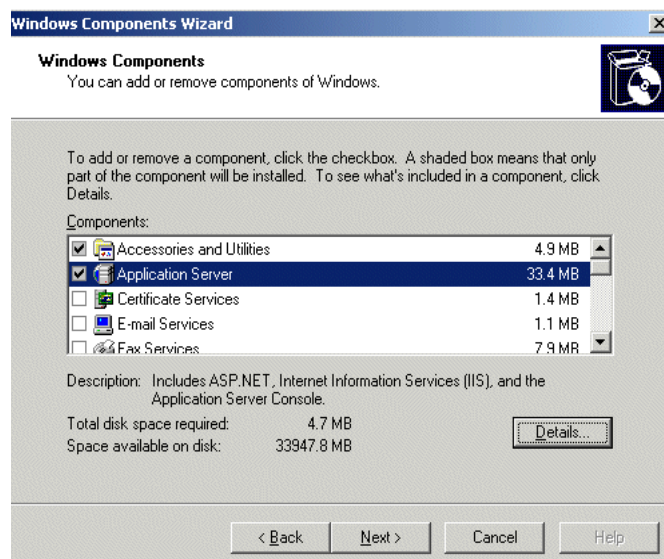 Windows Components Wizard
Windows Components
You can add or remove components of Windows.
To add or remove a component, click the checkbox. A shaded box means that only
part of the component will be installed. To see what's included in a component, click
Details.
Components:
Accessories and Utilities 4.9 MB
Application Server 33.4 MB
Certificate Services 1.4 MB
E-mail Services 1.1 MB
Fax Services 7.9 MB
Description: Includes ASP.NET, Internet Information Services (IIS), and the
Application Server Console.
Total disk space required: 4.7 MB
Space available on disk: 33947.8 MB
Details...
< Back Next > Cancel Help